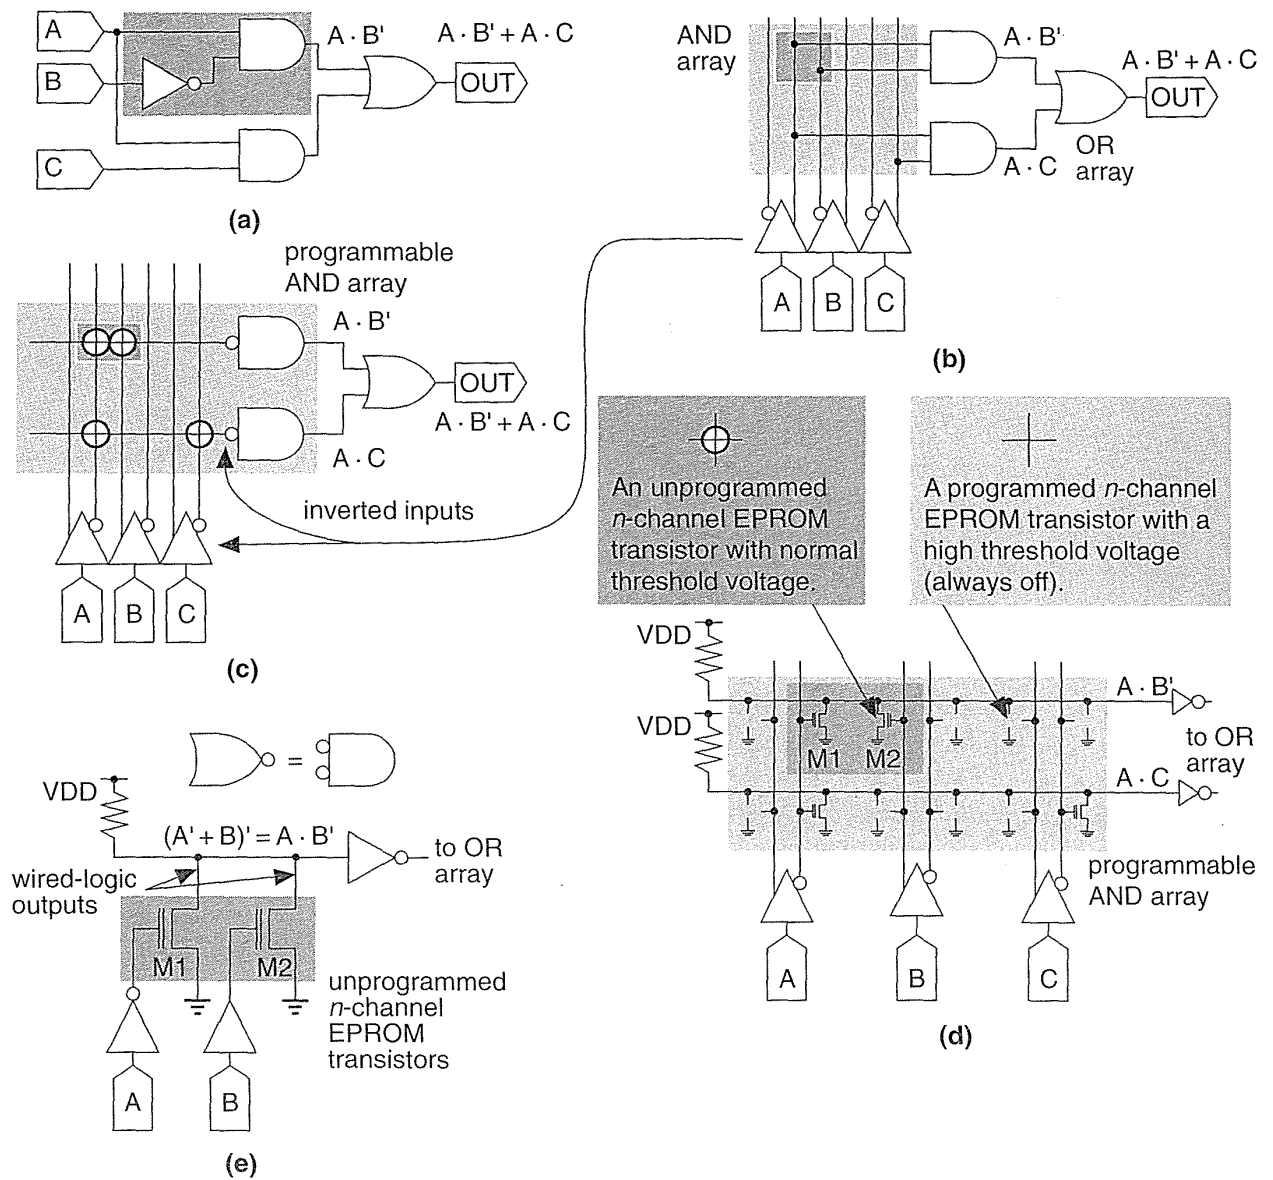 A
A · B'
A · B' + A · C
B
OUT
C
(a)
AND
array
A · B'
A · B' + A · C
OUT
OR
array
A · C
A
B
C
(b)
programmable
AND array
A · B'
OUT
A · B' + A · C
A · C
inverted inputs
A
B
C
(c)
An unprogrammed
n-channel EPROM
transistor with normal
threshold voltage.
A programmed n-channel
EPROM transistor with a
high threshold voltage
(always off).
VDD
A · B'
VDD
M1
M2
to OR
array
A · C
programmable
AND array
A
B
C
(d)
=
VDD
(A' + B)' = A · B'
to OR
array
wired-logic
outputs
M1
M2
unprogrammed
n-channel
EPROM
transistors
A
B
(e)